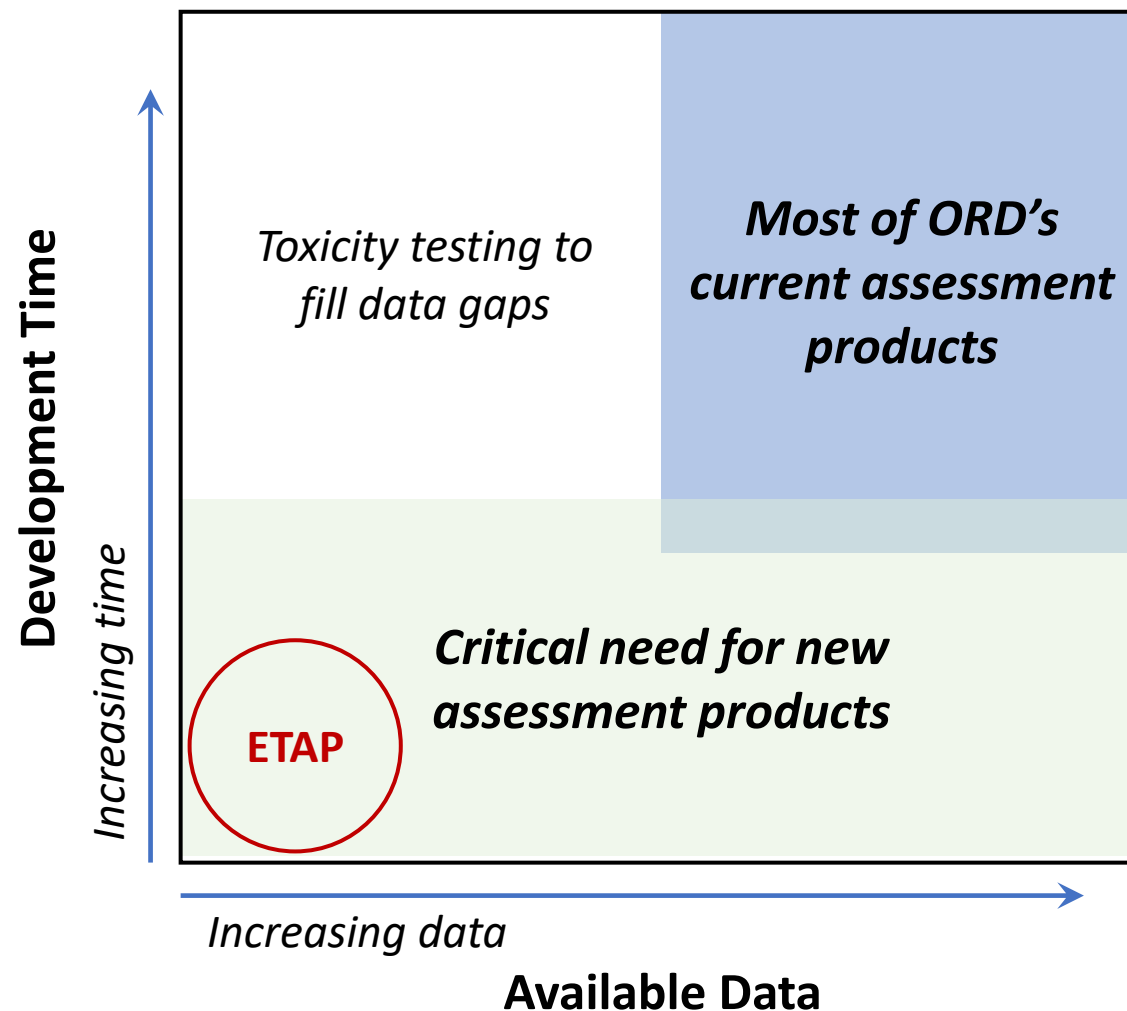 Development Time
Increasing time
Toxicity testing to
fill data gaps
Most of ORD’s
current assessment
products
Critical need for new
assessment products
ETAP
Increasing data
Available Data